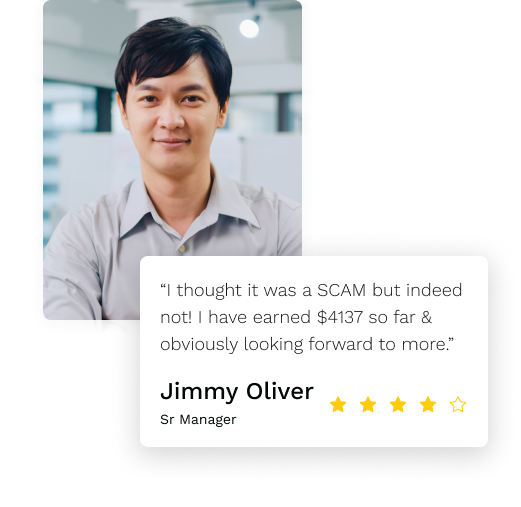 “I thought it was a SCAM but indeed
not! I have earned $4137 so far &
obviously looking forward to more.”
Jimmy Oliver
Sr Manager